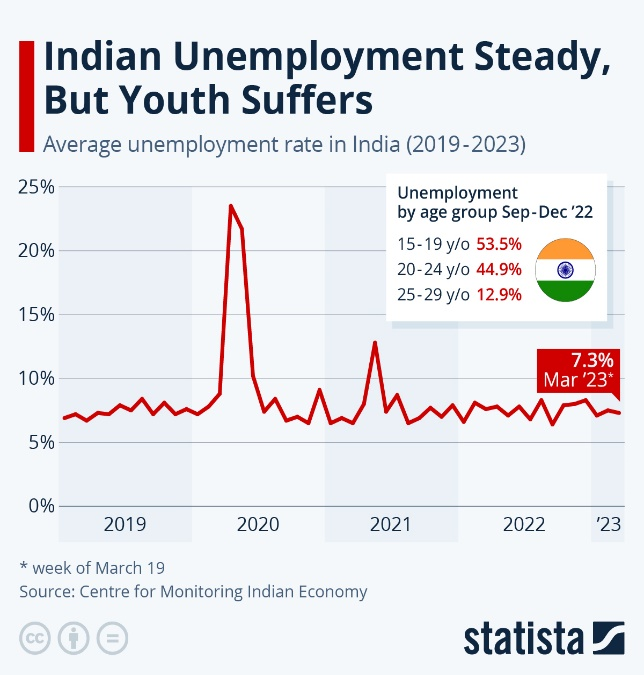 Indian Unemployment Steady,
But Youth Suffers
Average unemployment rate in India (2019-2023)
25%
20%
15%
10%
5%
0%
Unemployment
by age group Sep-Dec '22
15-19 y/o 53.5%
20-24 y/o 44.9%
25-29 y/o 12.9%
7.3%
Mar '23*
2019 2020 2021 2022 '23
* week of March 19
Source: Centre for Monitoring Indian Economy
cc
=
statista